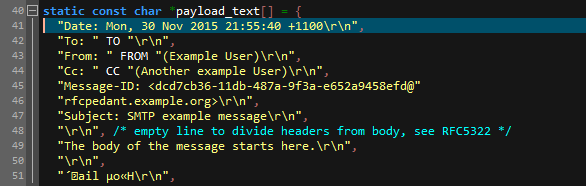 40 static const char *payload_text[] = {
41 "Date: Mon, 30 Nov 2015 21:55:40 +1100\r\n",
42 "To: " TO "\r\n",
43 "From: " FROM "(Example User)\r\n",
44 "Cc: " CC "(Another example User)\r\n",
45 "Message-ID: <dcd7cb36-11db-487a-9f3a-e652a9458efd@"
46 "rfcpedant.example.org>\r\n",
47 "Subject: SMTP example message\r\n",
48 "\r\n", /* empty line to divide headers from body, see RFC5322 */
49 "The body of the message starts here.\r\n",
50 "\r\n",
51 µo«H\r\n",